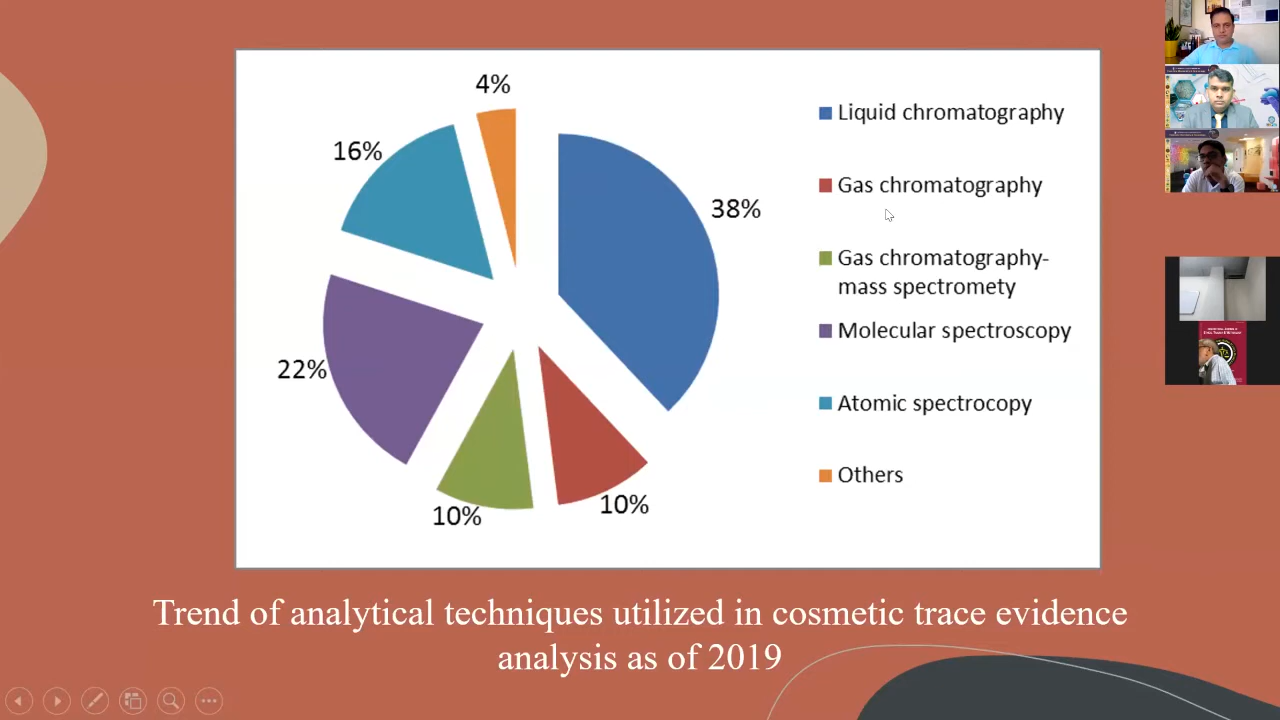 4%
16%
38%
22%
10%
10%
Liquid chromatography
Gas chromatography
Gas chromatography-
mass spectromety
Molecular spectroscopy
Atomic spectrocopy
Others
Trend of analytical techniques utilized in cosmetic trace evidence
analysis as of 2019